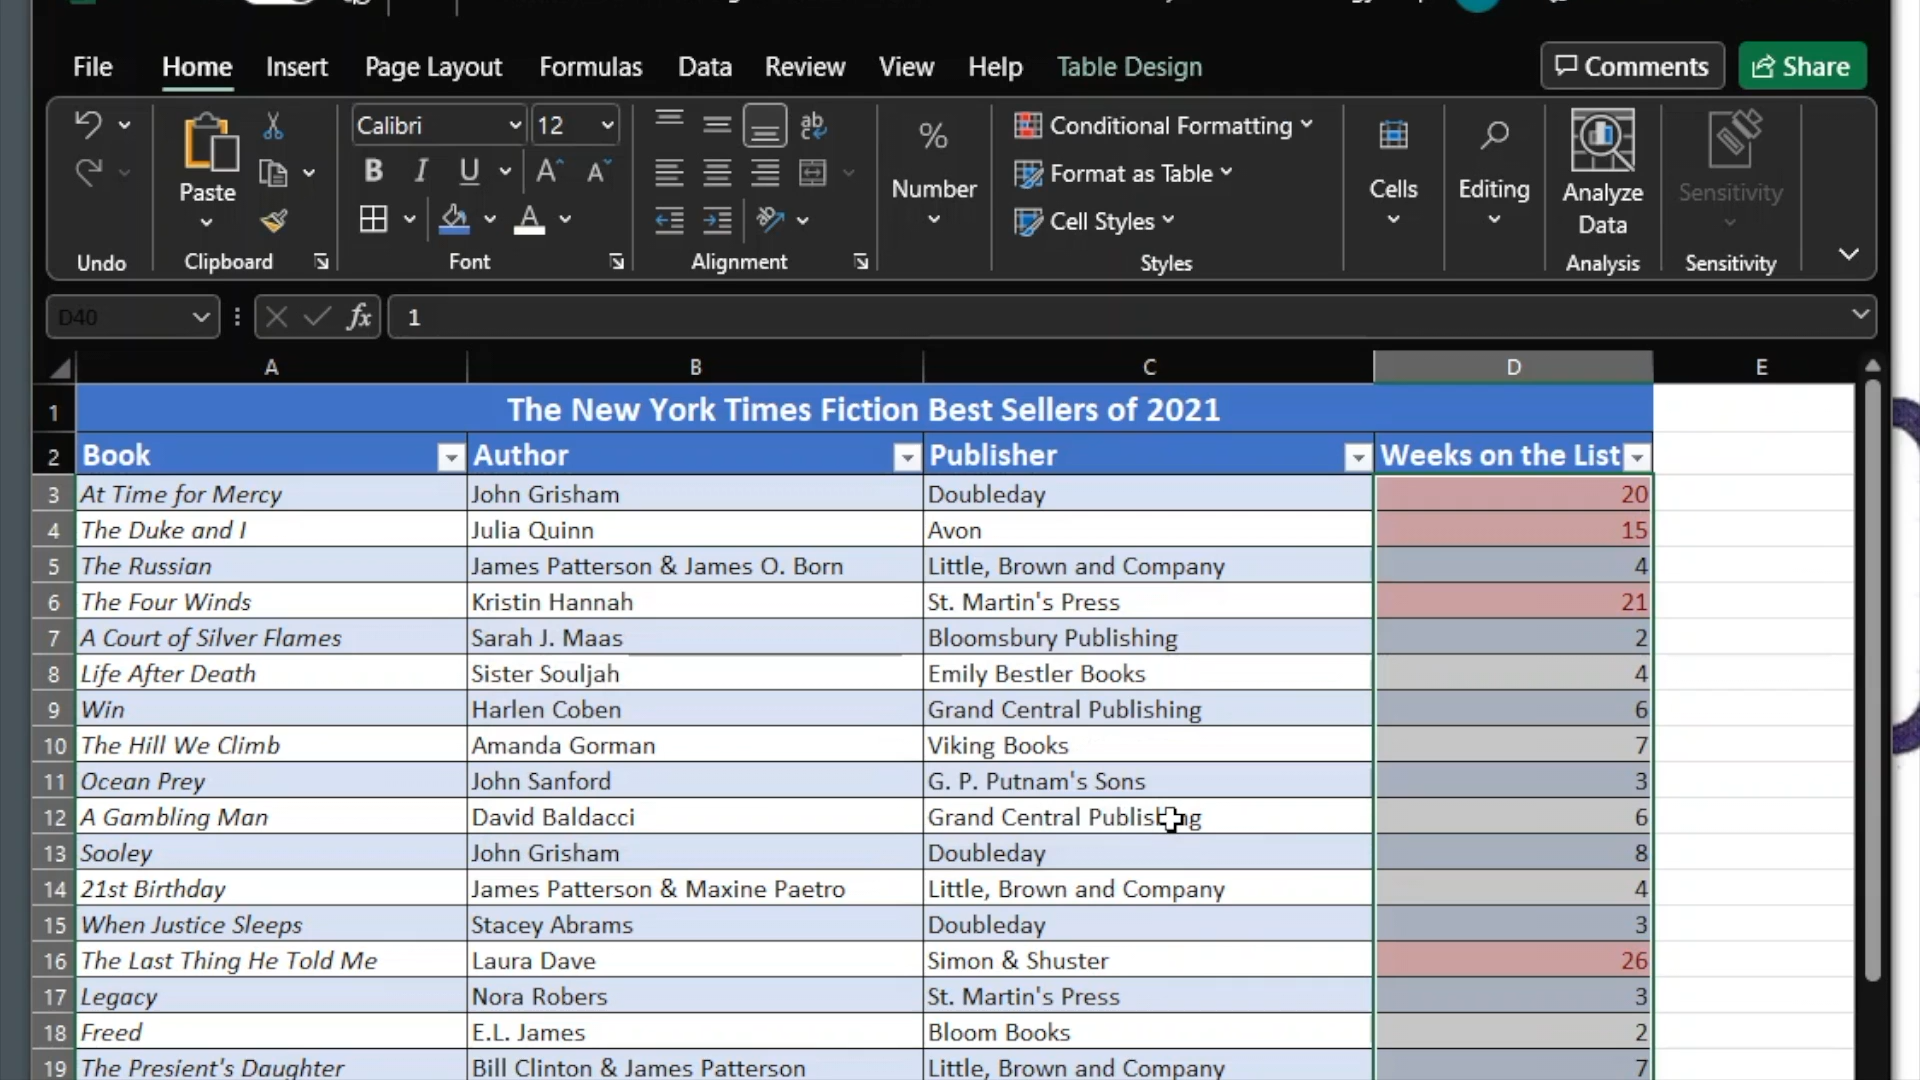 File Home Insert Page Layout Formulas Data Review View Help Table Design Comments Share
Calibri 12 ab % Conditional Formatting
Paste B I U A A Number Format as Table Cells Editing Analyze Data Sensitivity
A Cell Styles
Undo Clipboard Font Alignment Styles Analysis Sensitivity
D40 fx 1
A B C D E
1 The New York Times Fiction Best Sellers of 2021
2 Book Author Publisher Weeks on the List
3 At Time for Mercy John Grisham Doubleday 20
4 The Duke and I Julia Quinn Avon 15
5 The Russian James Patterson & James O. Born Little, Brown and Company 4
6 The Four Winds Kristin Hannah St. Martin's Press 21
7 A Court of Silver Flames Sarah J. Maas Bloomsbury Publishing 2
8 Life After Death Sister Souljah Emily Bestler Books 4
9 Win Harlen Coben Grand Central Publishing 6
10 The Hill We Climb Amanda Gorman Viking Books 7
11 Ocean Prey John Sanford G. P. Putnam's Sons 3
12 A Gambling Man David Baldacci Grand Central Publishing 6
13 Sooley John Grisham Doubleday 8
14 21st Birthday James Patterson & Maxine Paetro Little, Brown and Company 4
15 When Justice Sleeps Stacey Abrams Doubleday 3
16 The Last Thing He Told Me Laura Dave Simon & Shuster 26
17 Legacy Nora Robers St. Martin's Press 3
18 Freed E.L. James Bloom Books 2
19 The Presient's Daughter Bill Clinton & James Patterson Little, Brown and Company 7